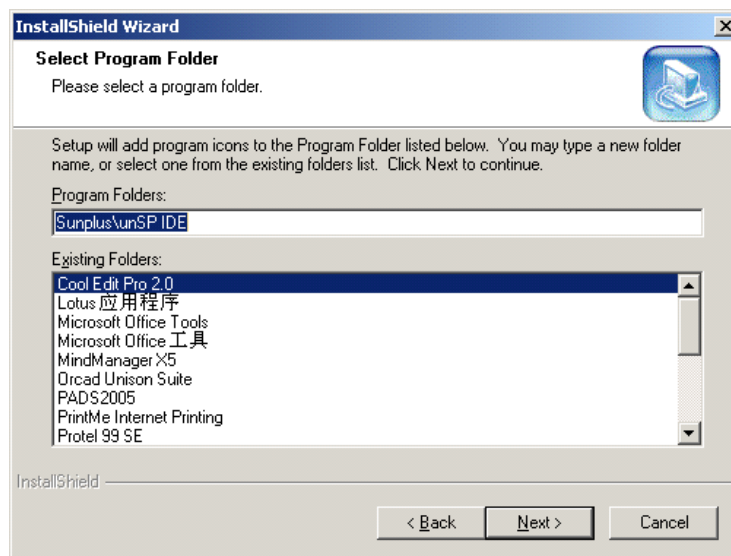 InstallShield Wizard
Select Program Folder
Please select a program folder.
Setup will add program icons to the Program Folder listed below. You may type a new folder
name, or select one from the existing folders list. Click Next to continue.
Program Folders:
Sunplus\unSP IDE
Existing Folders:
Cool Edit Pro 2.0
Lotus 应用程序
Microsoft Office Tools
Microsoft Office 工具
MindManager X5
Orcad Unison Suite
PADS2005
PrintMe Internet Printing
Protel 99 SE
InstallShield
< Back Next > Cancel